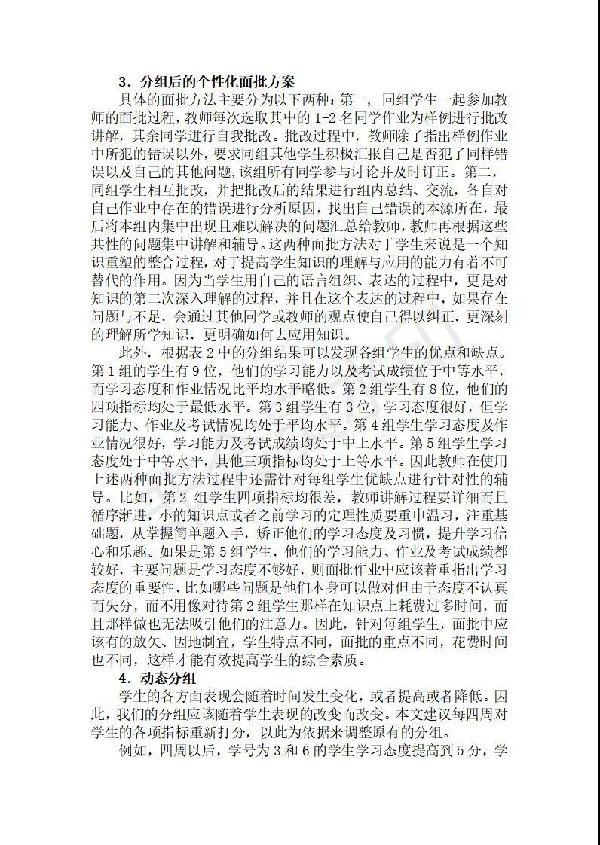 3．分组后的个性化面批方案
具体的面批方法主要分为以下两种：第一，同组学生一起参加教
师的面批过程，教师每次选取其中的1-2名同学作业为样例进行批改
讲解，其余同学进行自我批改。批改过程中，教师除了指出样例作业
中所犯的错误以外，要求同组其他学生积极汇报自己是否犯了同样错
误以及自己的其他问题，该组所有同学参与讨论并及时订正。第二，
同组学生相互批改，并把批改后的结果进行组内总结、交流，各自对
自己作业中存在的错误进行分析原因，找出自己错误的本源所在，最
后将本组内集中出现且难以解决的问题汇总给教师，教师再根据这些
共性的问题集中讲解和辅导。这两种面批方法对于学生来说是一个知
识重塑的整合过程，对于提高学生知识的理解与应用的能力有着不可
替代的作用。因为当学生用自己的语言组织、表达的过程中，更是对
知识的第二次深入理解的过程，并且在这个表达的过程中，如果存在
问题与不足，会通过其他同学或教师的观点使自己得以纠正，更深刻
的理解所学知识，更明确如何去应用知识。
此外，根据表2中的分组结果可以发现各组学生的优点和缺点。
第1组的学生有9位，他们的学习能力以及考试成绩位于中等水平，
而学习态度和作业情况比平均水平略低。第2组学生有8位，他们的
四项指标均处于最低水平。第3组学生有3位，学习态度很好，但学
习能力、作业及考试情况均处于平均水平。第4组学生学习态度及作
业情况很好，学习能力及考试成绩均处于中上水平。第5组学生学习
态度处于中等水平，其他三项指标均处于上等水平。因此教师在使用
上述两种面批方法过程中还需针对每组学生优缺点进行针对性的辅
导。比如，第2组学生四项指标均很差，教师讲解过程要详细而且
循序渐进，小的知识点或者之前学习的定理性质要重中温习，注重基
础题，从掌握简单题入手，矫正他们的学习态度及习惯，提升学习信
心和乐趣。如果是第5组学生，他们的学习能力、作业及考试成绩都
较好，主要问题是学习态度不够好，则面批作业中应该着重指出学习
态度的重要性，比如哪些问题是他们本身可以做对但由于态度不认真
而失分，而不用像对待第2组学生那样在知识点上耗费过多时间，而
且那样做也无法吸引他们的注意力。因此，针对每组学生，面批中应
该有的放矢、因地制宜，学生特点不同，面批的重点不同，花费时间
也不同，这样才能有效提高学生的综合素质。
4．动态分组
学生的各方面表现会随着时间发生变化，或者提高或者降低。因
此，我们的分组应该随着学生表现的改变而改变。本文建议每四周对
学生的各项指标重新打分，以此为依据来调整原有的分组。
例如，四周以后，学号为3和6的学生学习态度提高到5分，学